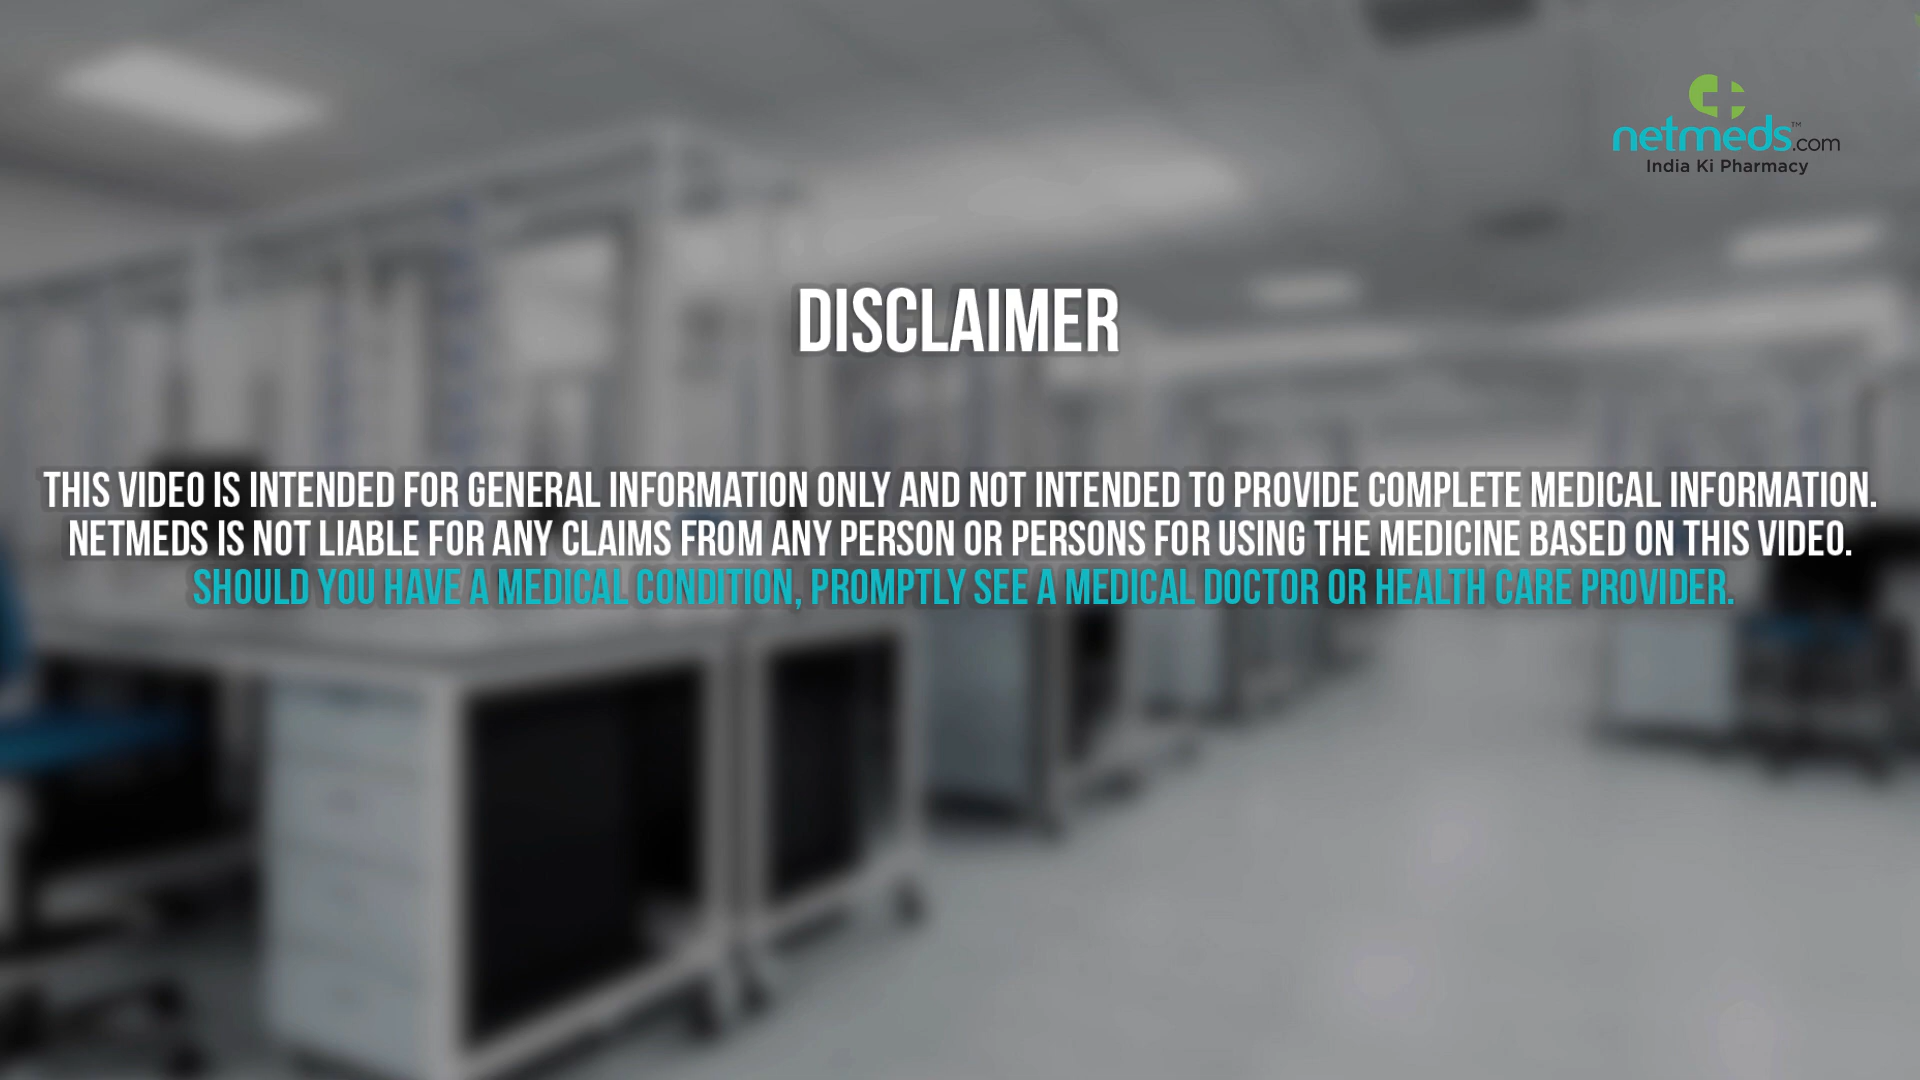 netmeds™.com
India Ki Pharmacy
DISCLAIMER
THIS VIDEO IS INTENDED FOR GENERAL INFORMATION ONLY AND NOT INTENDED TO PROVIDE COMPLETE MEDICAL INFORMATION.
NETMEDS IS NOT LIABLE FOR ANY CLAIMS FROM ANY PERSON OR PERSONS FOR USING THE MEDICINE BASED ON THIS VIDEO.
SHOULD YOU HAVE A MEDICAL CONDITION, PROMPTLY SEE A MEDICAL DOCTOR OR HEALTH CARE PROVIDER.